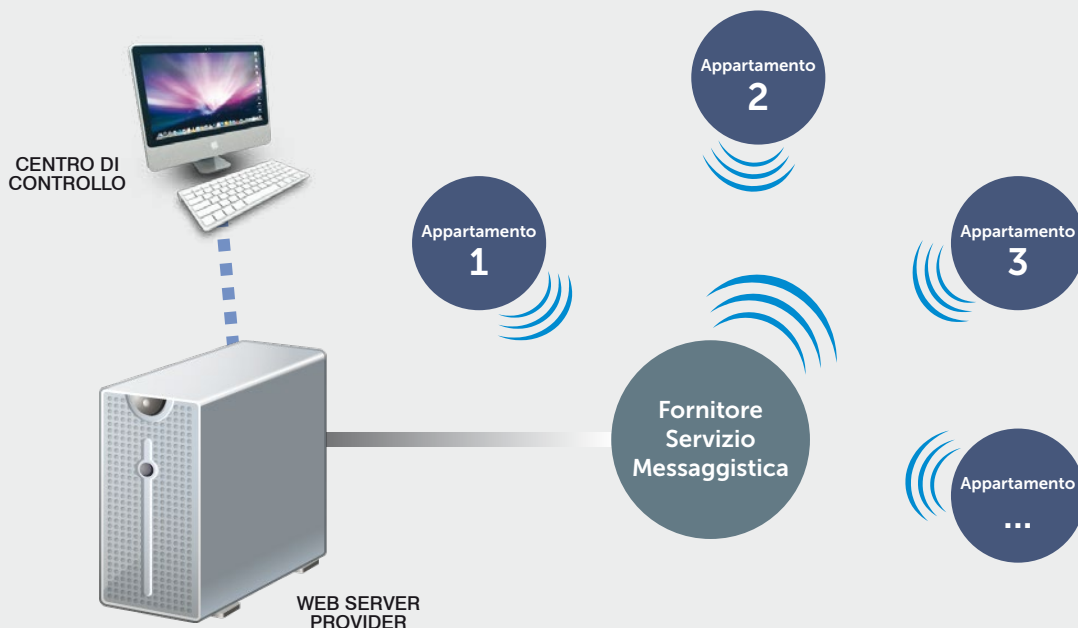 CENTRO DI
CONTROLLO
Appartamento
1
Appartamento
2
Appartamento
3
Fornitore
Servizio
Messaggistica
Appartamento
...
WEB SERVER
PROVIDER